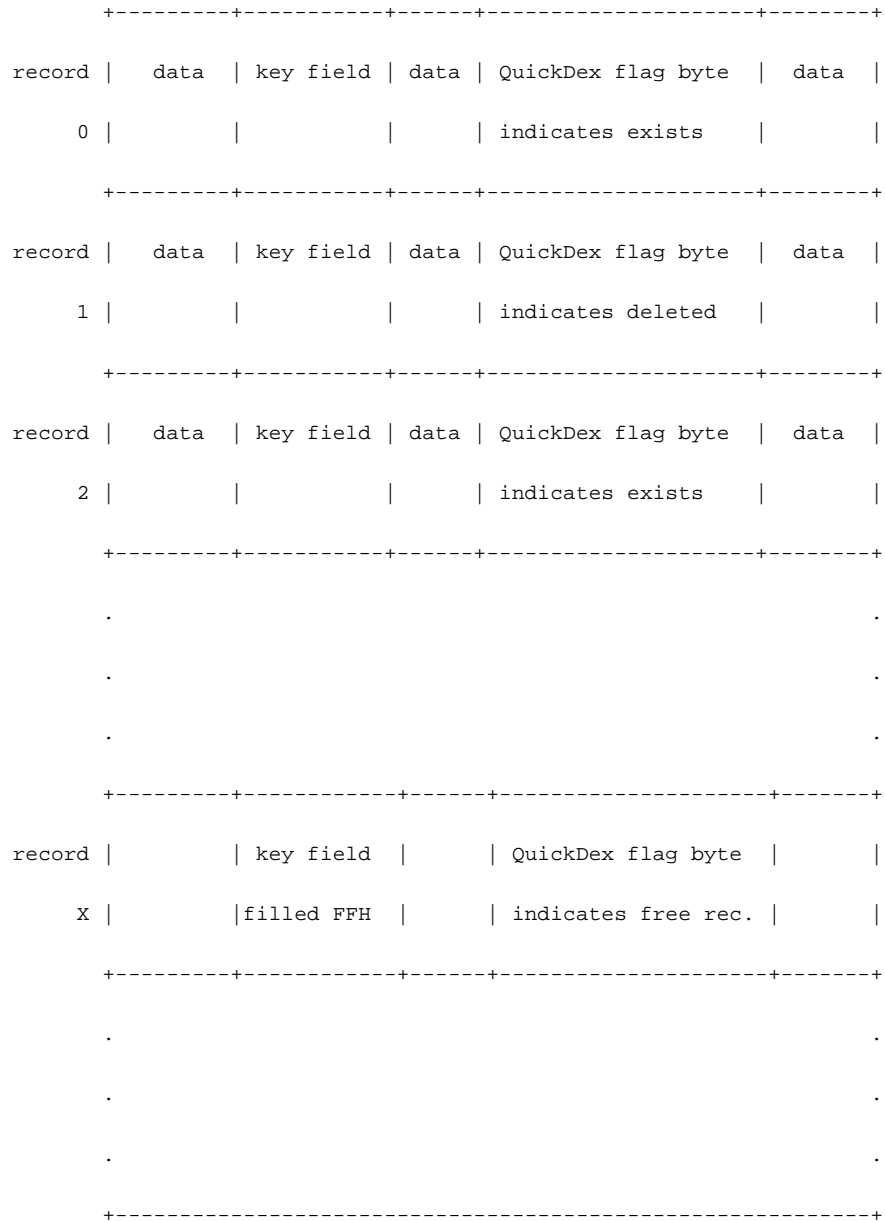 +---------+-----------+------+---------------------+--------+
record |   data  | key field | data | QuickDex flag byte  |  data  |
0 |         |           |      | indicates exists    |        |
+---------+-----------+------+---------------------+--------+
record |   data  | key field | data | QuickDex flag byte  |  data  |
1 |         |           |      | indicates deleted   |        |
+---------+-----------+------+---------------------+--------+
record |   data  | key field | data | QuickDex flag byte  |  data  |
2 |         |           |      | indicates exists    |        |
+---------+-----------+------+---------------------+--------+
.                                                           .
.                                                           .
.                                                           .
+---------+------------+------+---------------------+-------+
record |         | key field  |      | QuickDex flag byte  |       |
X |         |filled FFH  |      | indicates free rec. |       |
+---------+------------+------+---------------------+-------+
.                                                           .
.                                                           .
.                                                           .
+-----------------------------------------------------------+